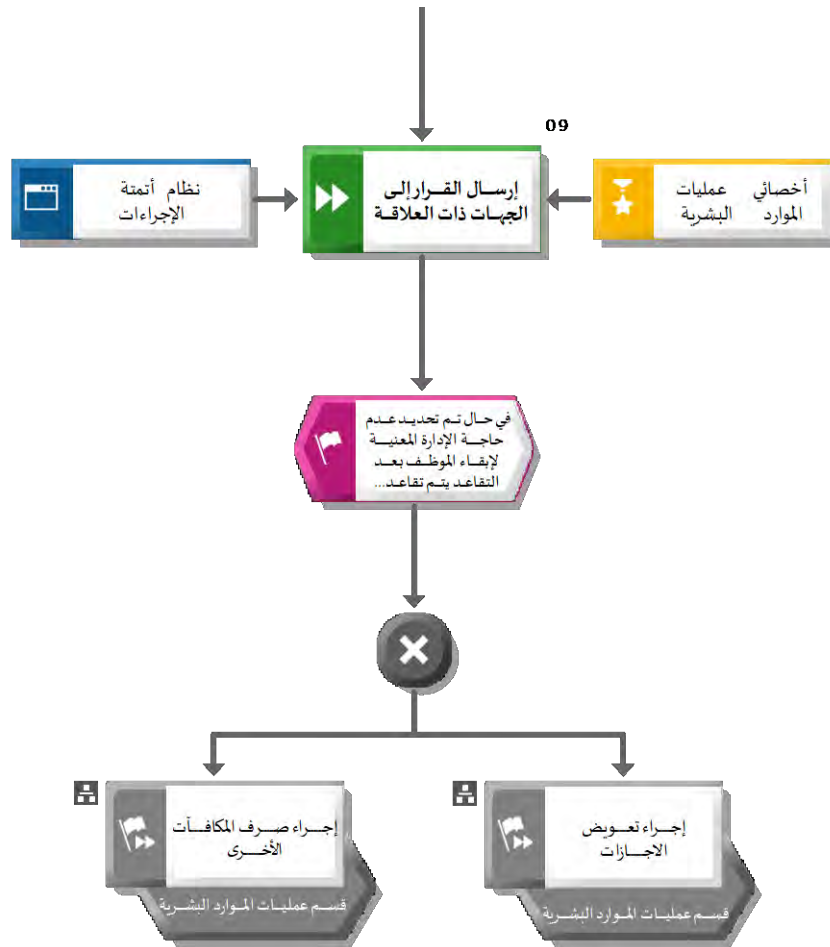 09
أخصائي عمليات
الموارد البشرية
إرسال القرار إلى
الجهات ذات العلاقة
نظام أتمتة
الإجراءات
في حال تم تحديد عدم
حاجة الإدارة المعنية
لإبقاء الموظف بعد
التقاعد يتم تقاعد...
إجراء تعويض
الاجازات
قسم عمليات الموارد البشرية
إجراء صرف المكافآت
الأخرى
قسم عمليات الموارد البشرية